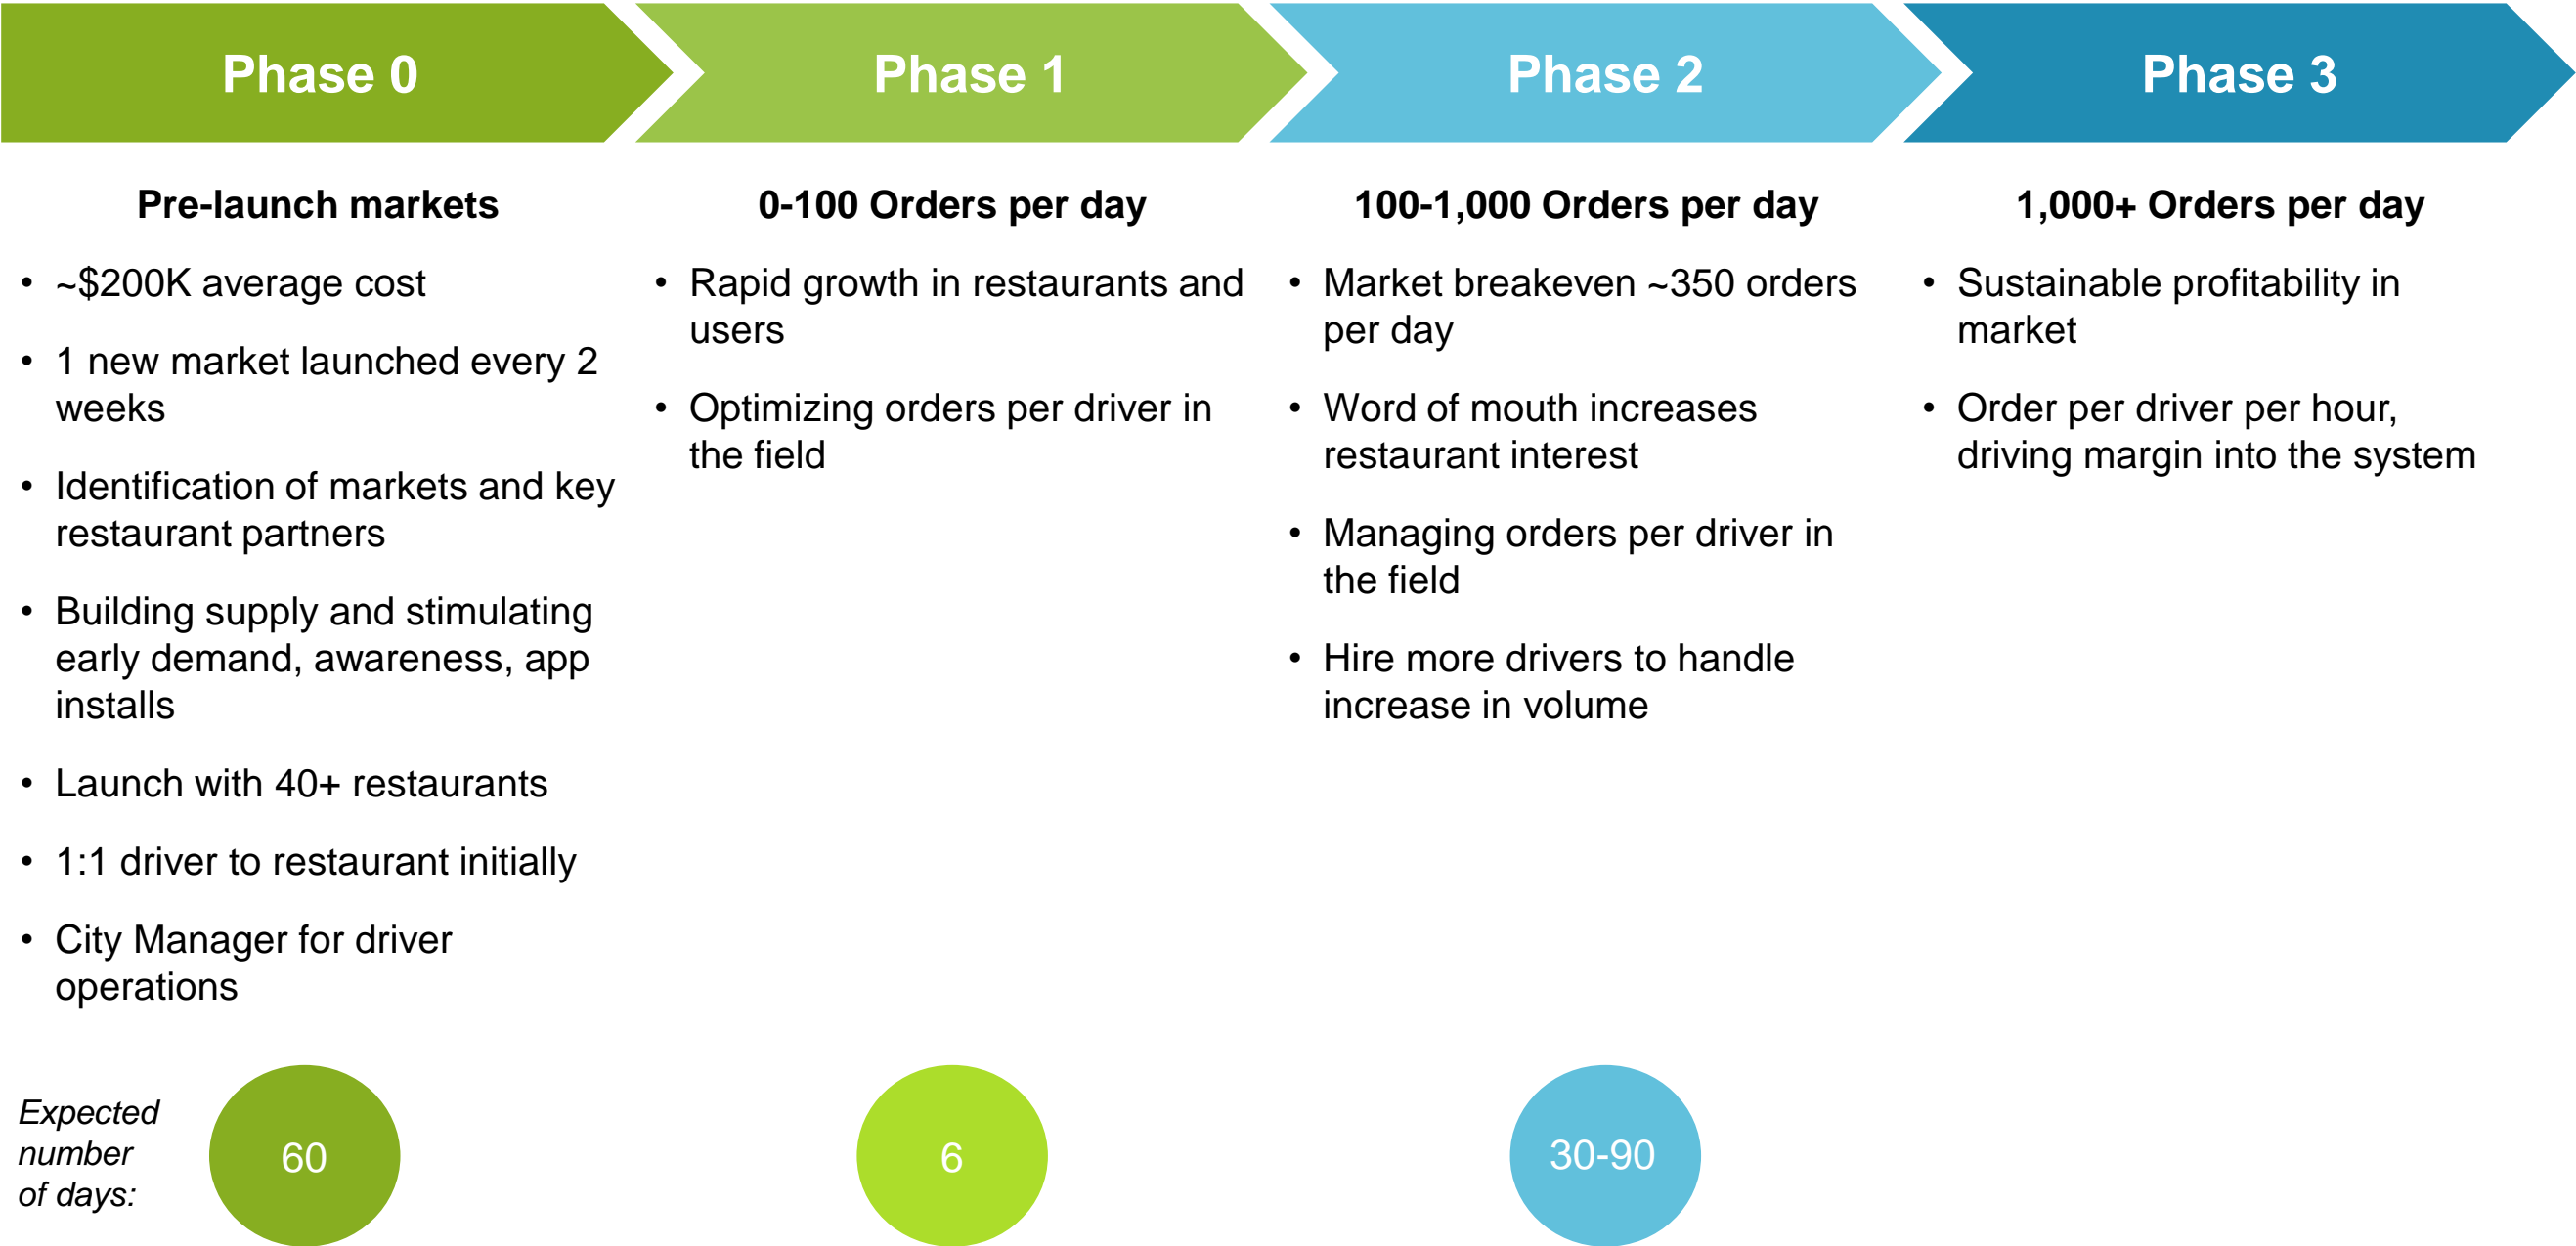 Phase 0
Phase 1
Phase 2
Phase 3
Pre-launch markets
• ~$200K average cost
• 1 new market launched every 2
weeks
• Identification of markets and key
restaurant partners
• Building supply and stimulating
early demand, awareness, app
installs
• Launch with 40+ restaurants
• 1:1 driver to restaurant initially
• City Manager for driver
operations
0-100 Orders per day
• Rapid growth in restaurants and
users
• Optimizing orders per driver in
the field
100-1,000 Orders per day
• Market breakeven ~350 orders
per day
• Word of mouth increases
restaurant interest
• Managing orders per driver in
the field
• Hire more drivers to handle
increase in volume
1,000+ Orders per day
• Sustainable profitability in
market
• Order per driver per hour,
driving margin into the system
Expected
number
of days:
60
6
30-90